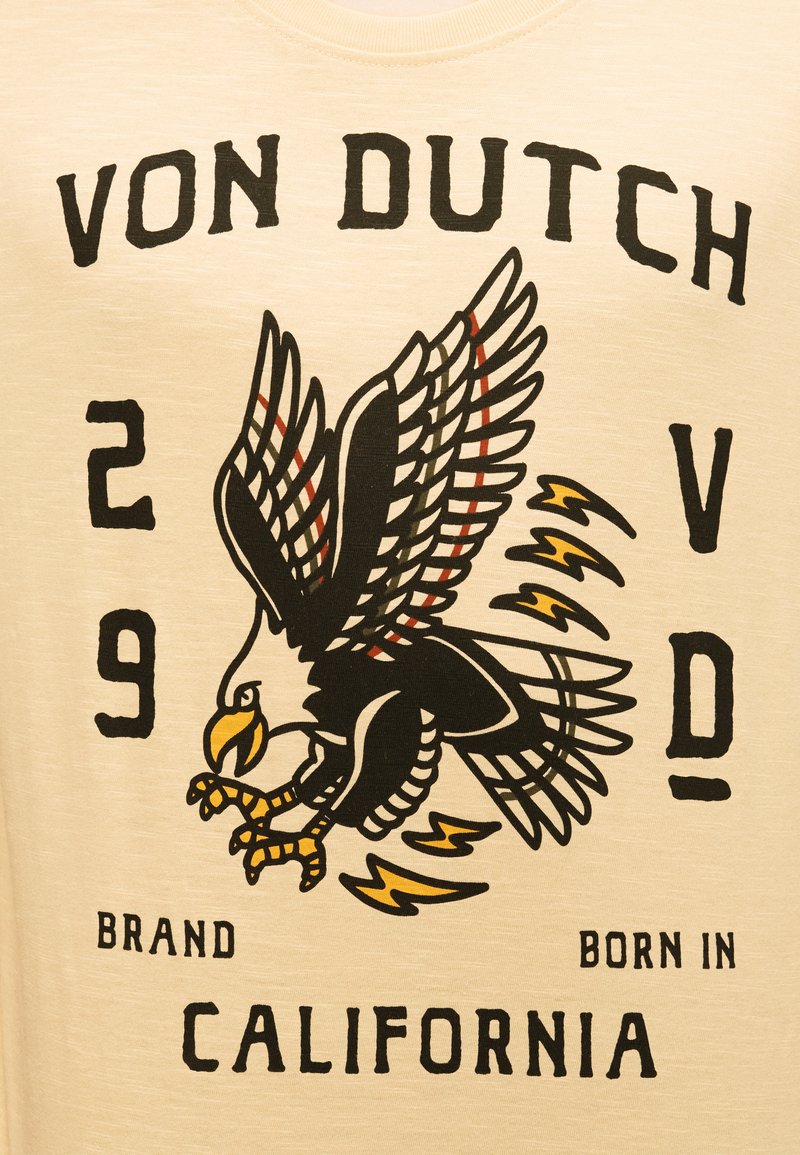 VON DUTCH
2 V
9 D
BRAND BORN IN
CALIFORNIA